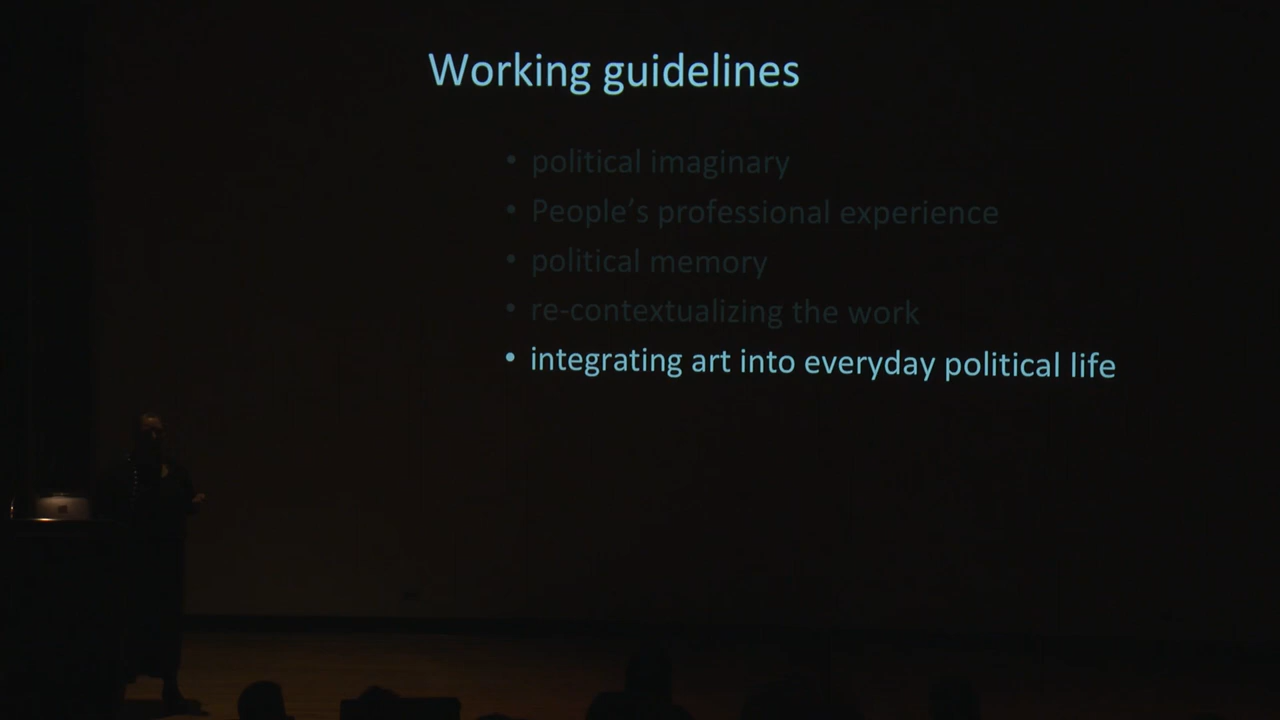 Working guidelines
• political imaginary
• People’s professional experience
• political memory
• re-contextualizing the work
• integrating art into everyday political life